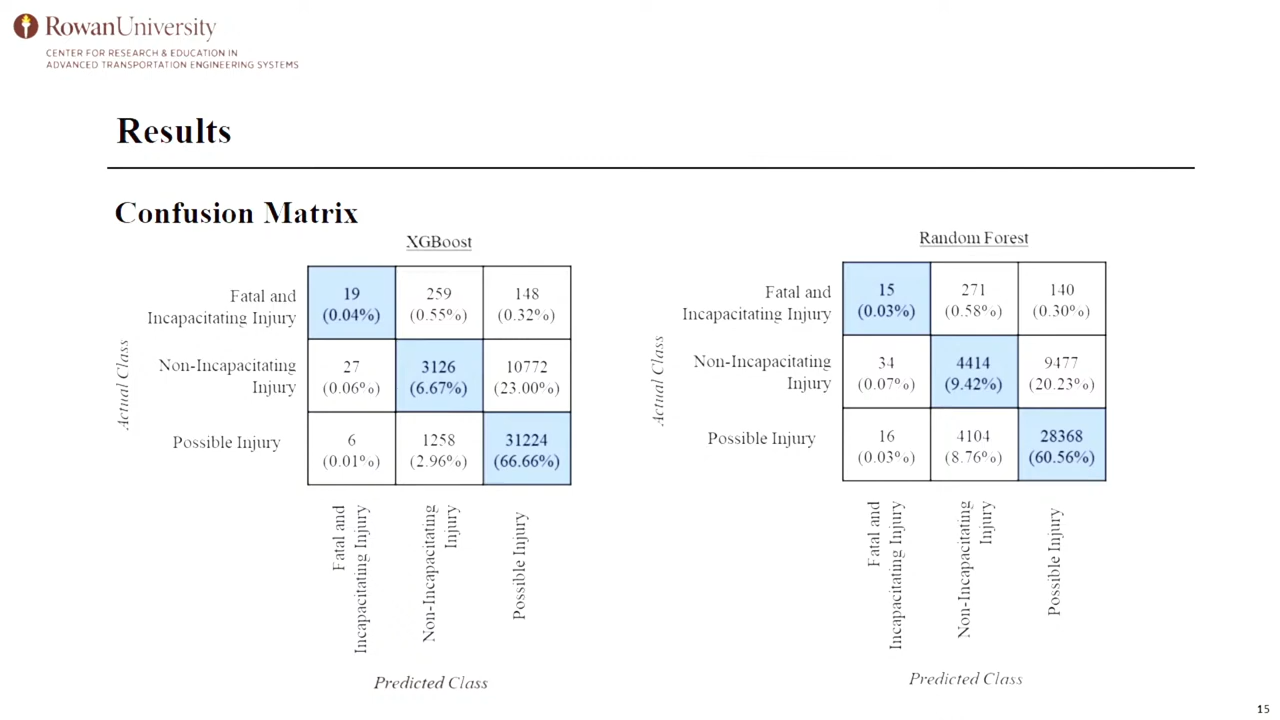 Rowan University
CENTER FOR RESEARCH & EDUCATION IN
ADVANCED TRANSPORTATION ENGINEERING SYSTEMS
Results
Confusion Matrix
XGBoost
Actual Class
Fatal and
Incapacitating Injury
19
(0.04%)
259
(0.55%)
148
(0.32%)
Non-Incapacitating
Injury
27
(0.06%)
3126
(6.67%)
10772
(23.00%)
Possible Injury
6
(0.01%)
1258
(2.96%)
31224
(66.66%)
Fatal and
Incapacitating Injury
Non-Incapacitating
Injury
Possible Injury
Predicted Class
Random Forest
Actual Class
Fatal and
Incapacitating Injury
15
(0.03%)
271
(0.58%)
140
(0.30%)
Non-Incapacitating
Injury
34
(0.07%)
4414
(9.42%)
9477
(20.23%)
Possible Injury
16
(0.03%)
4104
(8.76%)
28368
(60.56%)
Fatal and
Incapacitating Injury
Non-Incapacitating
Injury
Possible Injury
Predicted Class
15